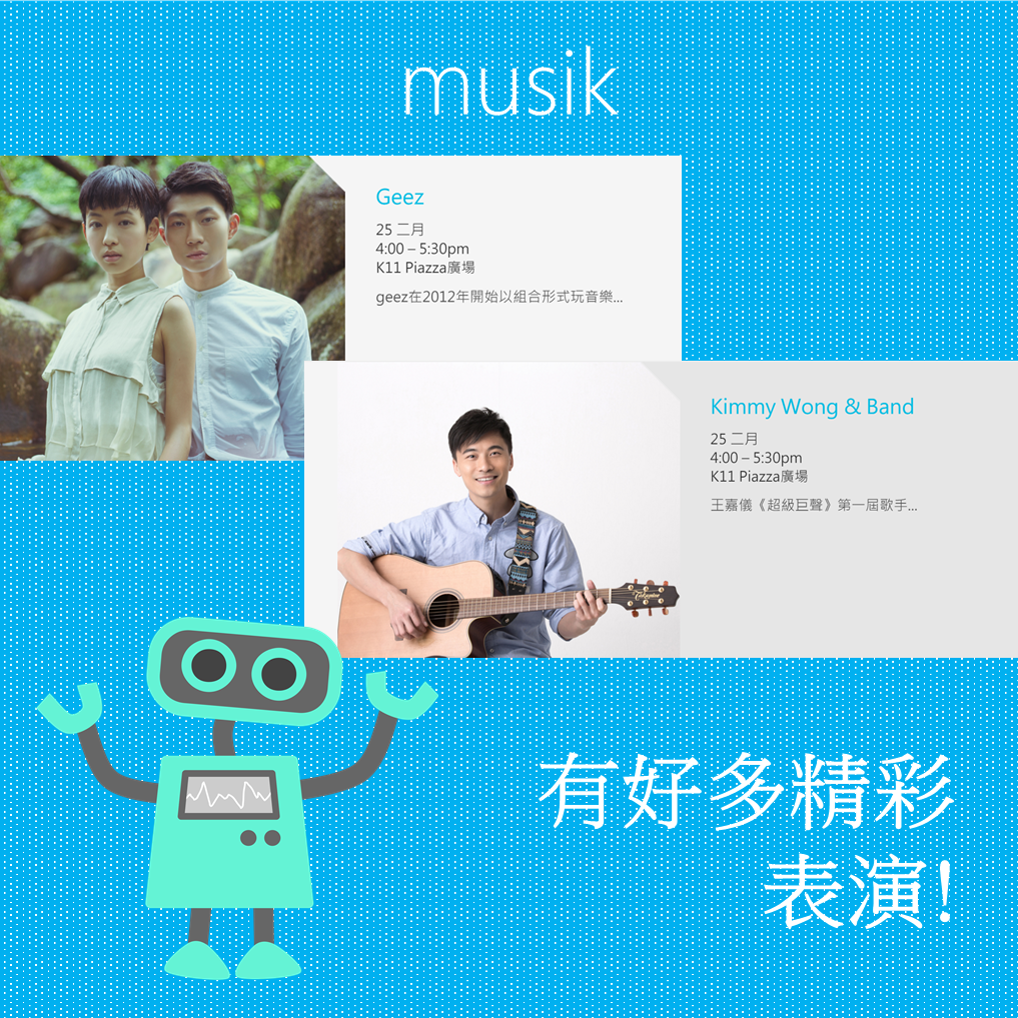 musik
Geez
25 二月
4:00 – 5:30pm
K11 Piazza廣場
geez在2012年開始以組合形式玩音樂...
Kimmy Wong & Band
25 二月
4:00 – 5:30pm
K11 Piazza廣場
王嘉儀《超級巨聲》第一屆歌手...
有好多精彩
表演!